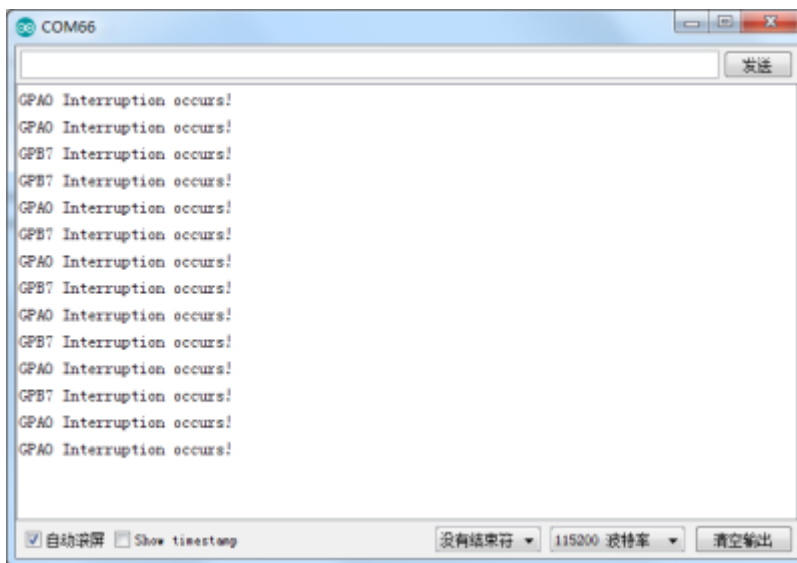 COM66
发送
GPA0 Interruption occurs!
GPA0 Interruption occurs!
GPB7 Interruption occurs!
GPB7 Interruption occurs!
GPA0 Interruption occurs!
GPB7 Interruption occurs!
GPA0 Interruption occurs!
GPB7 Interruption occurs!
GPA0 Interruption occurs!
GPB7 Interruption occurs!
GPA0 Interruption occurs!
GPB7 Interruption occurs!
GPA0 Interruption occurs!
GPA0 Interruption occurs!
自动滚屏 Show timestamp 没有结束符 115200 波特率 清空输出